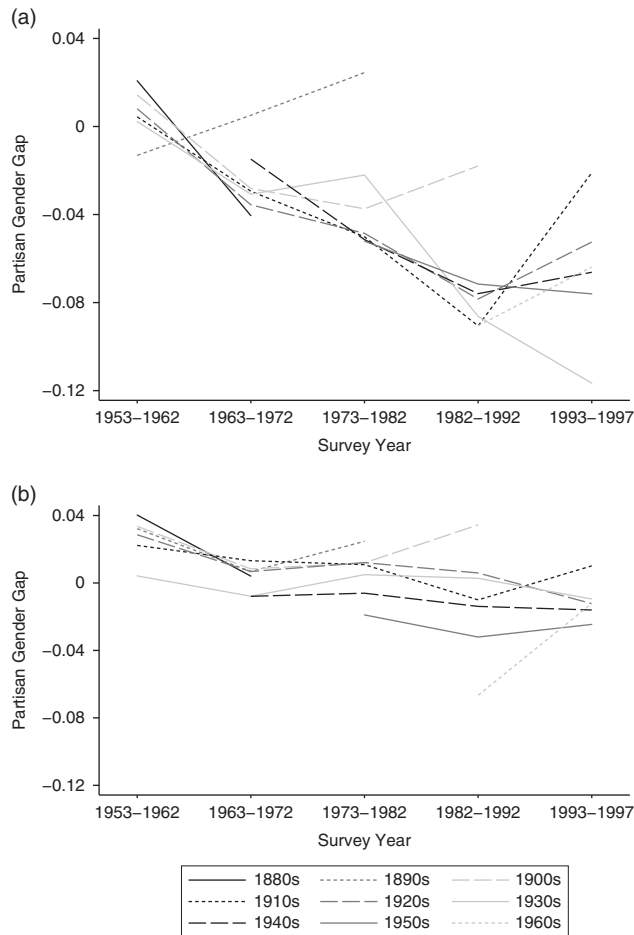 (a)
0.04
0
−0.04
−0.08
−0.12
Partisan Gender Gap
1953–1962 1963–1972 1973–1982 1982–1992 1993–1997
Survey Year
(b)
0.04
0
−0.04
−0.08
−0.12
Partisan Gender Gap
1953–1962 1963–1972 1973–1982 1982–1992 1993–1997
Survey Year
1880s 1890s 1900s
1910s 1920s 1930s
1940s 1950s 1960s